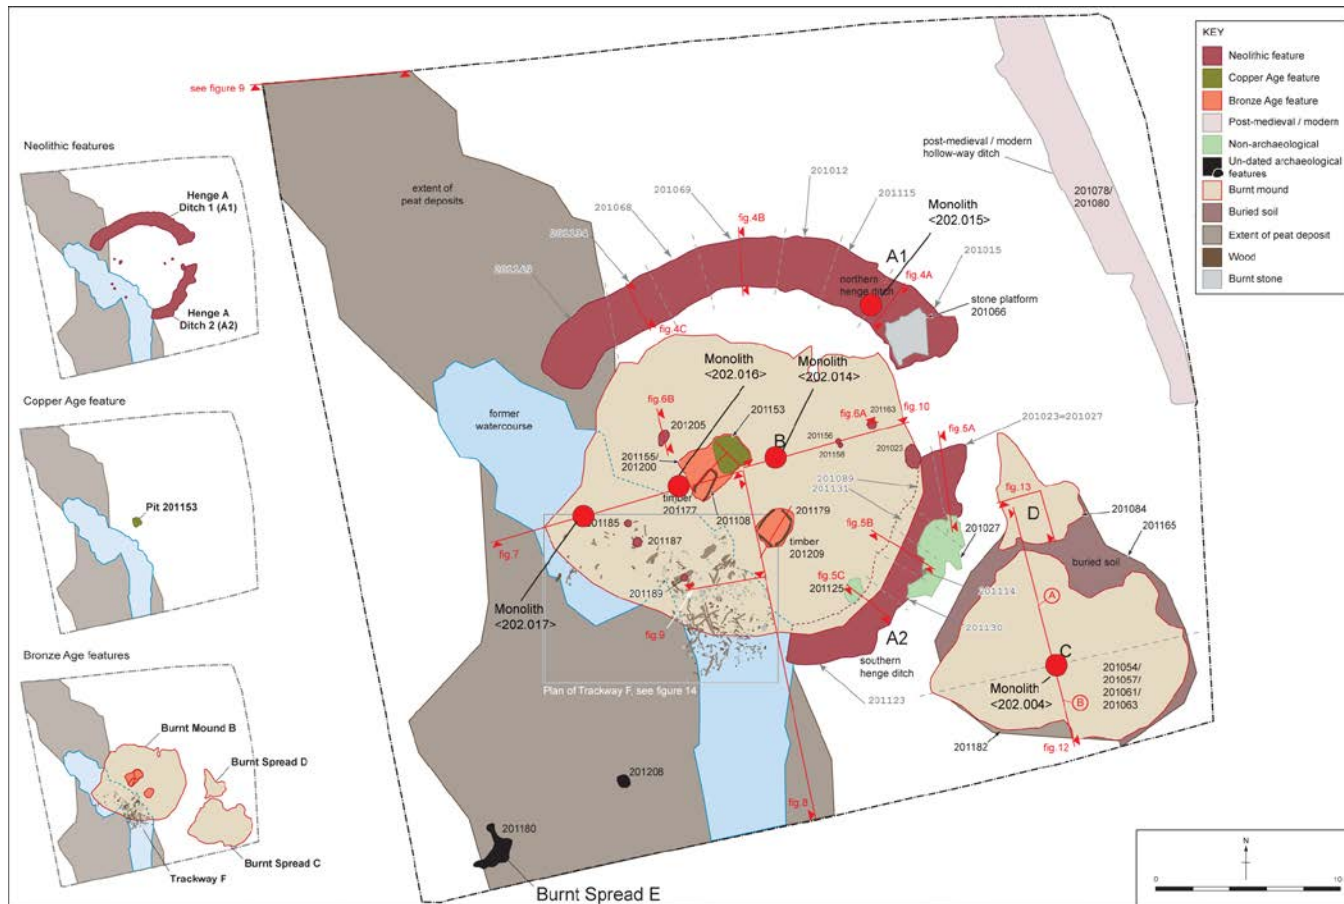 see figure 9
Neolithic features
Henge A
Ditch 1 (A1)
Henge A
Ditch 2 (A2)
Copper Age feature
Pit 201153
Bronze Age features
Burnt Mound B
Burnt Spread D
Burnt Spread C
Trackway F
extent of
peat deposits
former
watercourse
201068
201069
fig.4B
201012
201115
Monolith
<202.015>
A1
northern
henge ditch
fig.4A
201015
stone platform
201066
fig.4C
post-medieval / modern
hollow-way ditch
201078/
201080
Monolith
<202.016>
Monolith
<202.014>
fig.6B
201205
201153
B
201156
201158
fig.6A
201163
fig.10
201023
201023=201027
fig.5A
201155/
201200
timber
201177
201108
201179
timber
201209
201089
201131
fig.5B
201027
fig.5C
201125
201114
201130
A2
southern
henge ditch
201123
fig.7
201185
201187
201189
fig.9
Monolith
<202.017>
Plan of Trackway F, see figure 14
fig.13
D
201084
201165
buried soil
A
C
Monolith
<202.004>
B
201054/
201057/
201061/
201063
201182
fig.12
201208
fig.8
201180
Burnt Spread E
KEY
Neolithic feature
Copper Age feature
Bronze Age feature
Post-medieval / modern
Non-archaeological
Un-dated archaeological
features
Burnt mound
Buried soil
Extent of peat deposit
Wood
Burnt stone
N
0
10